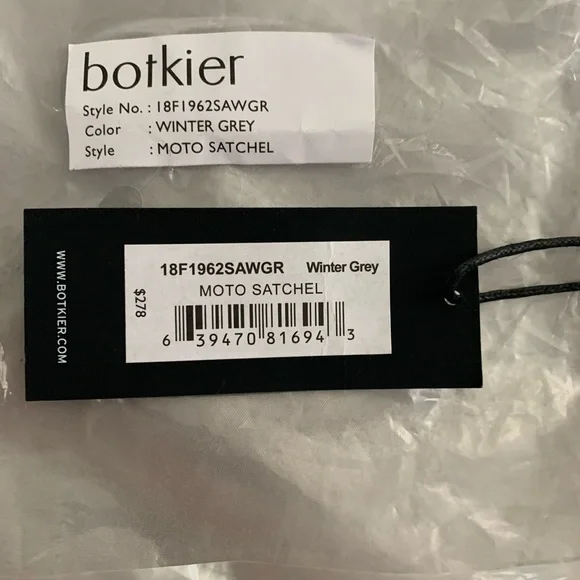 botkier
Style No. : 18F1962SAWGR
Color : WINTER GREY
Style : MOTO SATCHEL
WWW.BOTKIER.COM
$278
18F1962SAWGR Winter Grey
MOTO SATCHEL
6 39470 81694 3